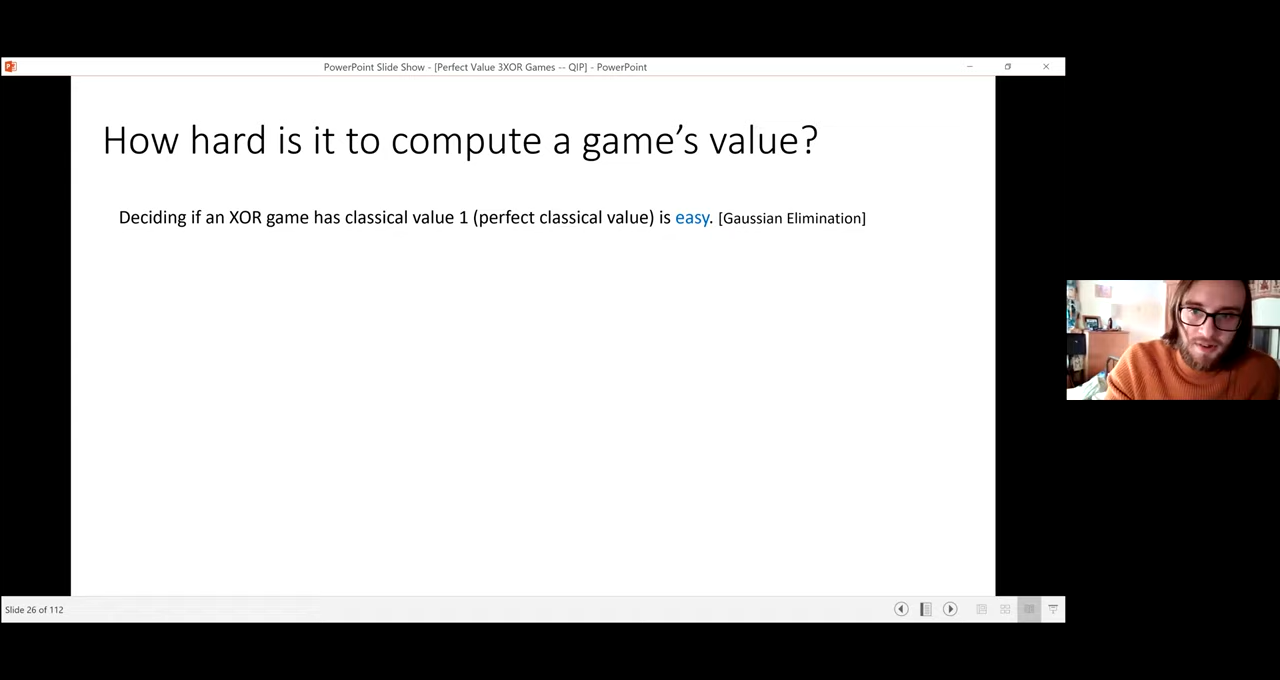 PowerPoint Slide Show - [Perfect Value 3XOR Games -- QIP] - PowerPoint
How hard is it to compute a game’s value?
Deciding if an XOR game has classical value 1 (perfect classical value) is easy. [Gaussian Elimination]
Slide 26 of 112